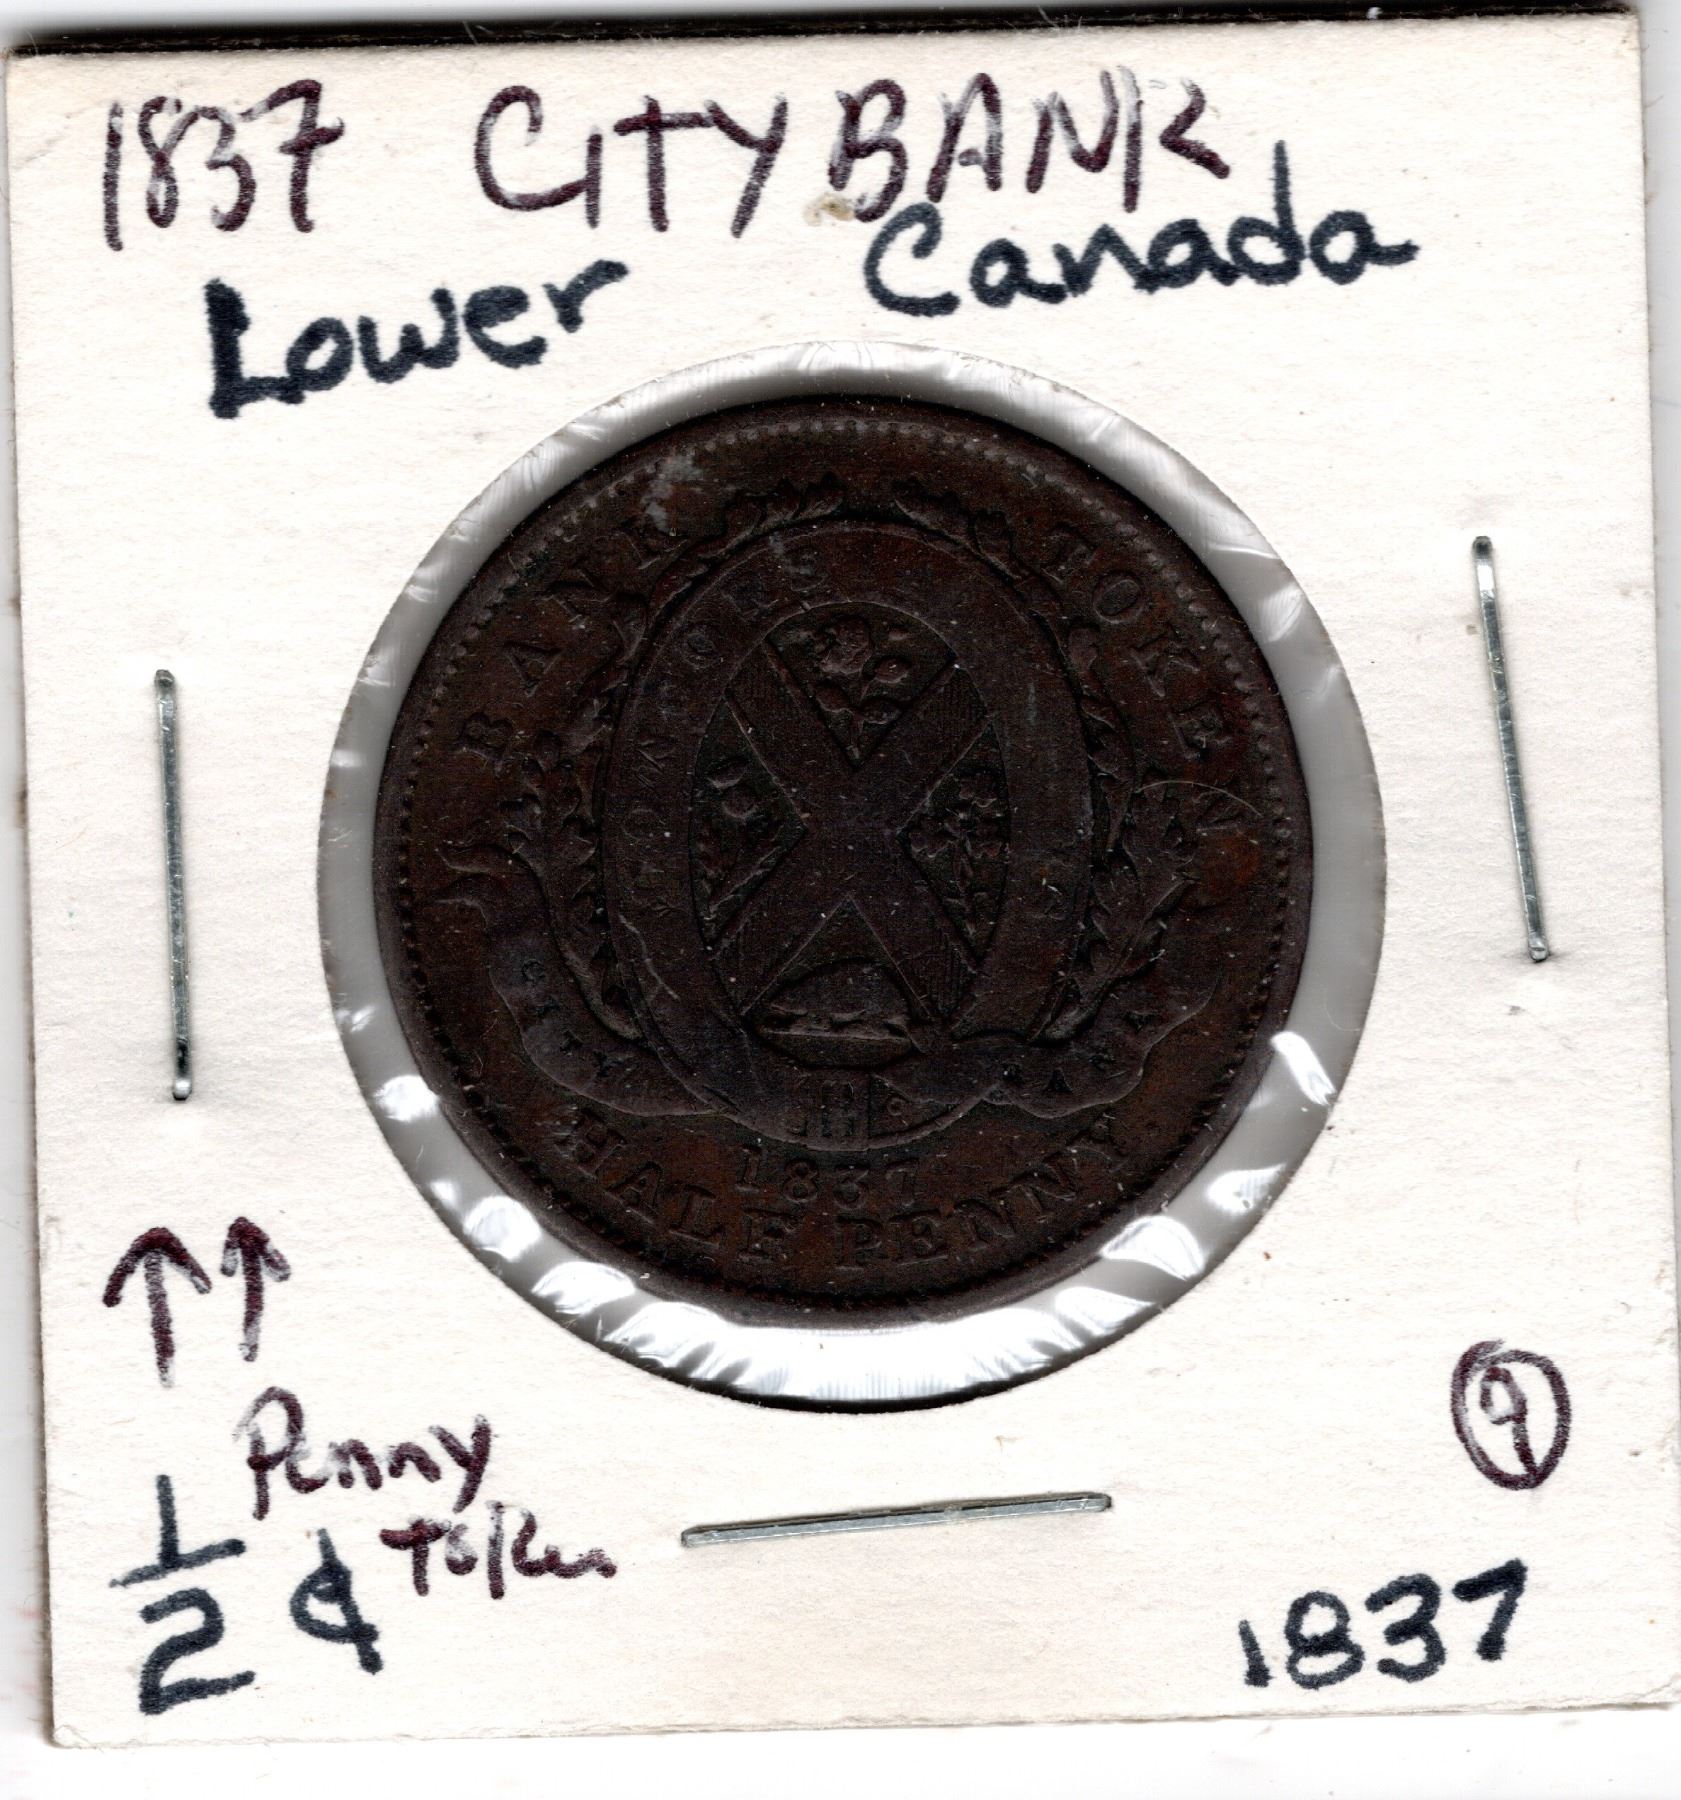 1837 CITY BANK
Lower Canada
BANK TOKEN
CITY BANK
1837
HALF PENNY
Penny
Token
1/2 ¢
9
1837